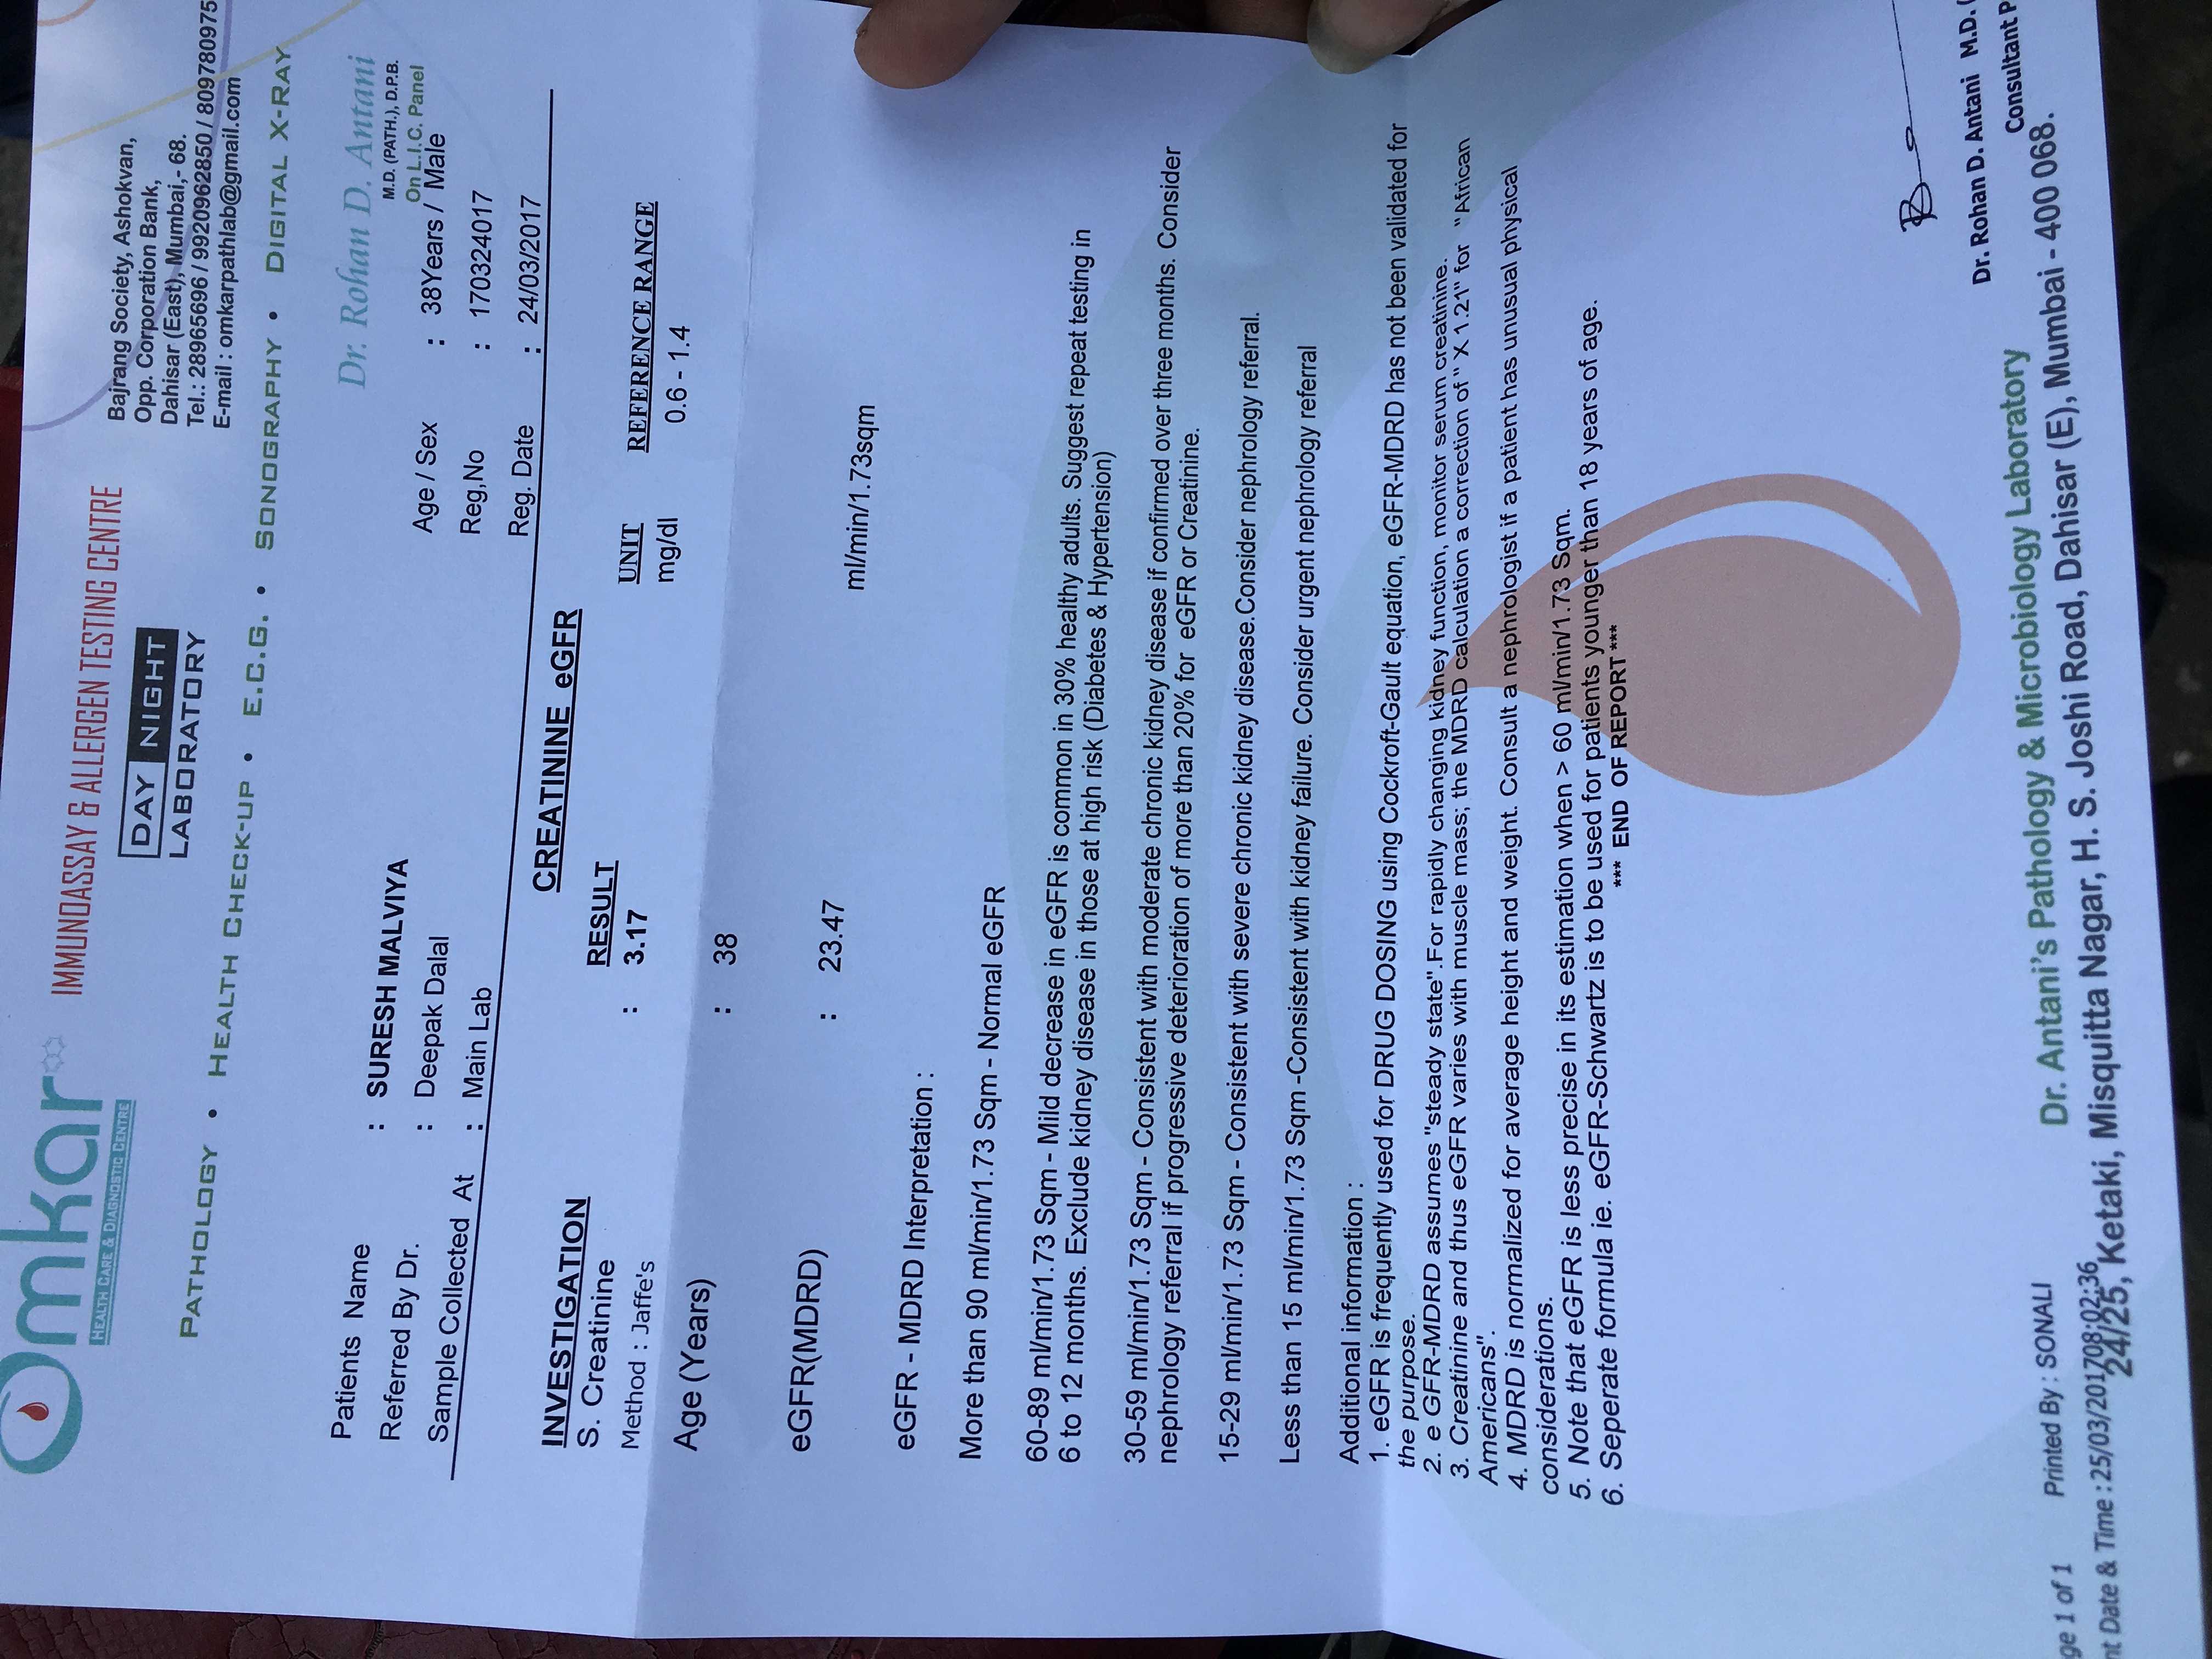 Omkar
HEALTH CARE & DIAGNOSTIC CENTRE
IMMUNOASSAY & ALLERGEN TESTING CENTRE
DAY NIGHT
LABORATORY
Bajrang Society, Ashokvan,
Opp. Corporation Bank,
Dahisar (East), Mumbai,- 68.
Tel.: 28965696 / 9920962850 / 809780975
E-mail : omkarpathlab@gmail.com
PATHOLOGY • HEALTH CHECK-UP • E.C.G. • SONOGRAPHY • DIGITAL X-RAY
Dr. Rohan D. Antani
M.D. (PATH.), D.P.B.
On L.I.C. Panel
Patients Name : SURESH MALVIYA Age / Sex : 38Years / Male
Referred By Dr. : Deepak Dalal Reg,No : 170324017
Sample Collected At : Main Lab Reg. Date : 24/03/2017
CREATININE eGFR
INVESTIGATION RESULT UNIT REFERENCE RANGE
S. Creatinine : 3.17 mg/dl 0.6 - 1.4
Method : Jaffe's
Age (Years) : 38
eGFR(MDRD) : 23.47 ml/min/1.73sqm
eGFR - MDRD Interpretation :
More than 90 ml/min/1.73 Sqm - Normal eGFR
60-89 ml/min/1.73 Sqm - Mild decrease in eGFR is common in 30% healthy adults. Suggest repeat testing in
6 to 12 months. Exclude kidney disease in those at high risk (Diabetes & Hypertension)
30-59 ml/min/1.73 Sqm - Consistent with moderate chronic kidney disease if confirmed over three months. Consider
nephrology referral if progressive deterioration of more than 20% for eGFR or Creatinine.
15-29 ml/min/1.73 Sqm - Consistent with severe chronic kidney disease.Consider nephrology referral.
Less than 15 ml/min/1.73 Sqm -Consistent with kidney failure. Consider urgent nephrology referral
Additional information :
1. eGFR is frequently used for DRUG DOSING using Cockroft-Gault equation, eGFR-MDRD has not been validated for
the purpose.
2. e GFR-MDRD assumes "steady state".For rapidly changing kidney function, monitor serum creatinine.
3. Creatinine and thus eGFR varies with muscle mass; the MDRD calculation a correction of " X 1.21" for "African
Americans".
4. MDRD is normalized for average height and weight. Consult a nephrologist if a patient has unusual physical
considerations.
5. Note that eGFR is less precise in its estimation when > 60 ml/min/1.73 Sqm.
6. Seperate formula ie. eGFR-Schwartz is to be used for patients younger than 18 years of age.
*** END OF REPORT ***
Dr. Rohan D. Antani M.D. (
Consultant P
ge 1 of 1 Printed By : SONALI
Dr. Antani's Pathology & Microbiology Laboratory
nt Date & Time : 25/03/201708:02:36
24/25, Ketaki, Misquitta Nagar, H. S. Joshi Road, Dahisar (E), Mumbai - 400 068.